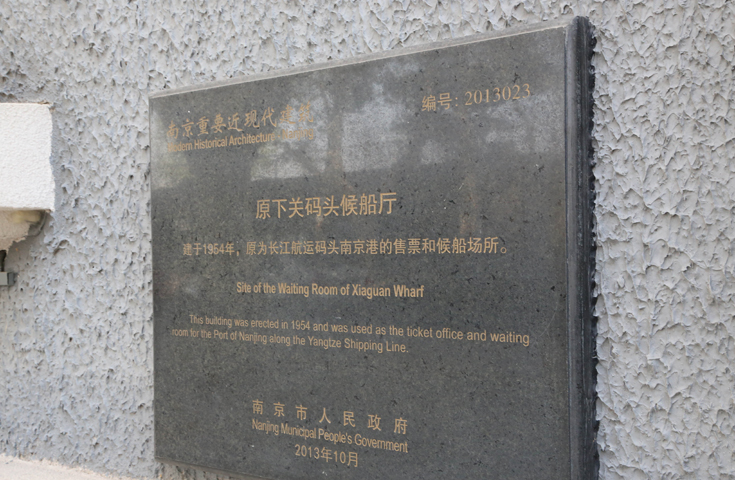 南京重要近现代建筑
编号: 2013023
Modern Historical Architecture
原下关码头候船厅
建于1954年，原为长江航运码头南京港的售票和候船场所。
Site of the Waiting Room of Xiaguan Wharf
This building was erected in 1954 and was used as the ticket office and waiting
room for the Port of Nanjing along the Yangtze Shipping Line.
南京市人民政府
Nanjing Municipal People's Government
2013年10月